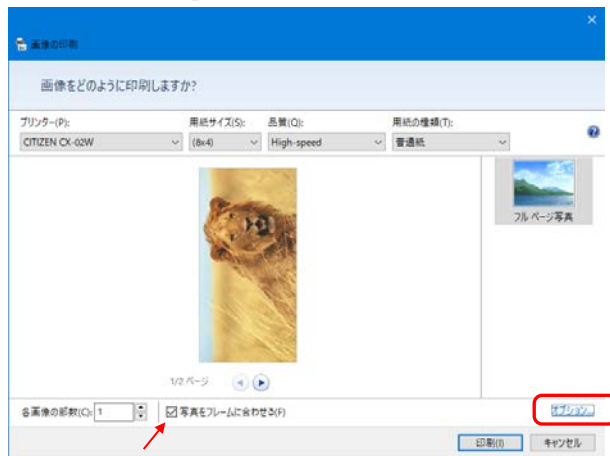 画像の印刷
画像をどのように印刷しますか?
プリンター(P): 用紙サイズ(S): 品質(Q): 用紙の種類(T):
CITIZEN CX-02W (8x4) High-speed 普通紙
フル ページ写真
1/2 ページ
各画像の部数(C): 1 写真をフレームに合わせる(F) オプション...
印刷(I) キャンセル